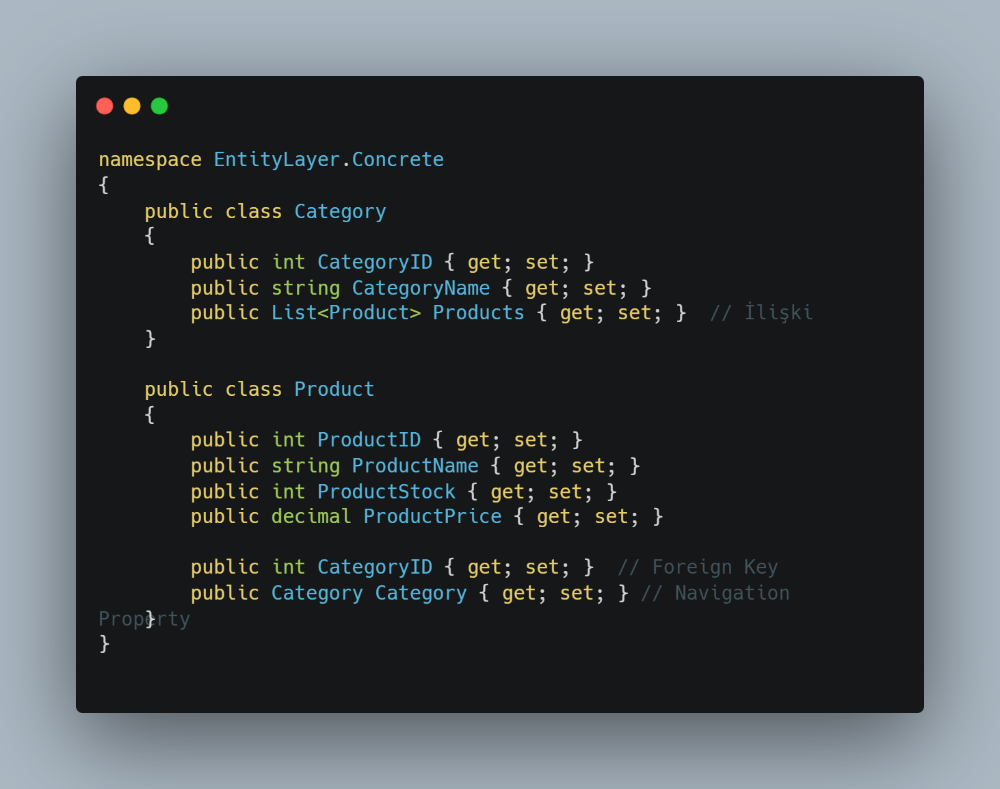 namespace EntityLayer.Concrete
{
    public class Category
    {
        public int CategoryID { get; set; }
        public string CategoryName { get; set; }
        public List<Product> Products { get; set; }  // İlişki
    }

    public class Product
    {
        public int ProductID { get; set; }
        public string ProductName { get; set; }
        public int ProductStock { get; set; }
        public decimal ProductPrice { get; set; }

        public int CategoryID { get; set; }  // Foreign Key
        public Category Category { get; set; } // Navigation
Property
    }
}